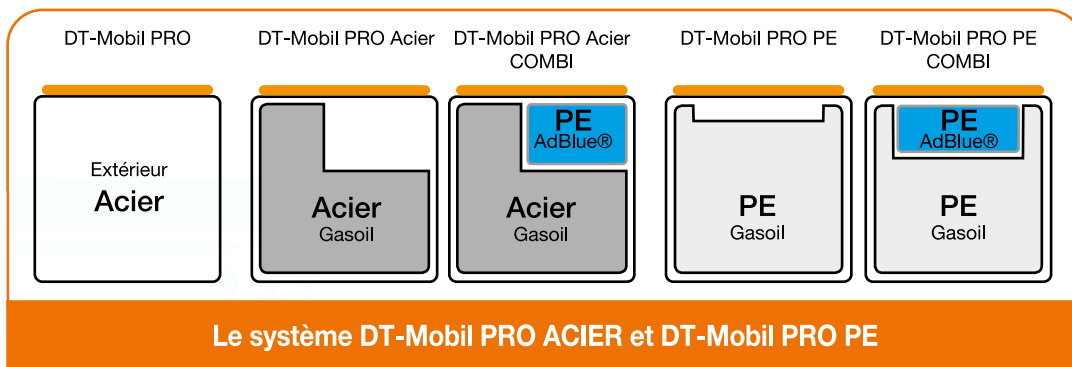 DT-Mobil PRO
DT-Mobil PRO Acier
DT-Mobil PRO Acier
COMBI
DT-Mobil PRO PE
DT-Mobil PRO PE
COMBI
Extérieur
Acier
Acier
Gasoil
PE
AdBlue®
Acier
Gasoil
PE
Gasoil
PE
AdBlue®
PE
Gasoil
Le système DT-Mobil PRO ACIER et DT-Mobil PRO PE